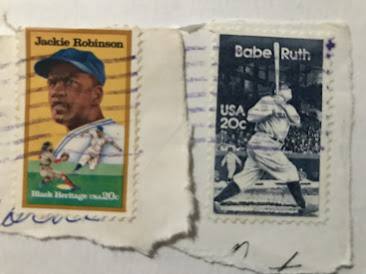 Jackie Robinson
Black Heritage USA 20c
Babe Ruth
USA
20c